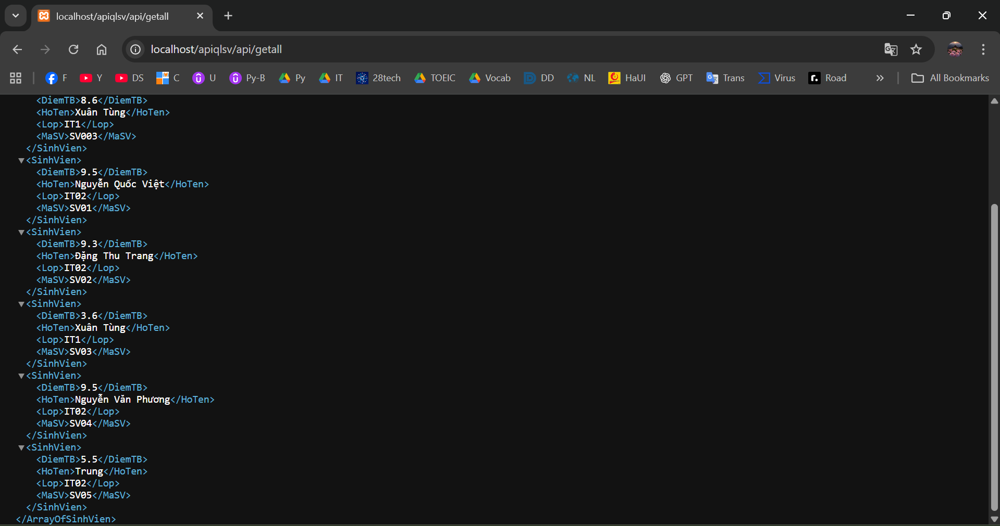 localhost/apiqlsv/api/getall
localhost/apiqlsv/api/getall
F Y DS C U Py-B Py IT 28tech TOEIC Vocab DD NL HaUI GPT Trans Virus Road » All Bookmarks
<DiemTB>8.6</DiemTB>
<HoTen>Xuân Tùng</HoTen>
<Lop>IT1</Lop>
<MaSV>SV003</MaSV>
</SinhVien>
▼<SinhVien>
<DiemTB>9.5</DiemTB>
<HoTen>Nguyễn Quốc Việt</HoTen>
<Lop>IT02</Lop>
<MaSV>SV01</MaSV>
</SinhVien>
▼<SinhVien>
<DiemTB>9.3</DiemTB>
<HoTen>Đặng Thu Trang</HoTen>
<Lop>IT02</Lop>
<MaSV>SV02</MaSV>
</SinhVien>
▼<SinhVien>
<DiemTB>3.6</DiemTB>
<HoTen>Xuân Tùng</HoTen>
<Lop>IT1</Lop>
<MaSV>SV03</MaSV>
</SinhVien>
▼<SinhVien>
<DiemTB>9.5</DiemTB>
<HoTen>Nguyễn Văn Phương</HoTen>
<Lop>IT02</Lop>
<MaSV>SV04</MaSV>
</SinhVien>
▼<SinhVien>
<DiemTB>5.5</DiemTB>
<HoTen>Trung</HoTen>
<Lop>IT02</Lop>
<MaSV>SV05</MaSV>
</SinhVien>
</ArrayOfSinhVien>